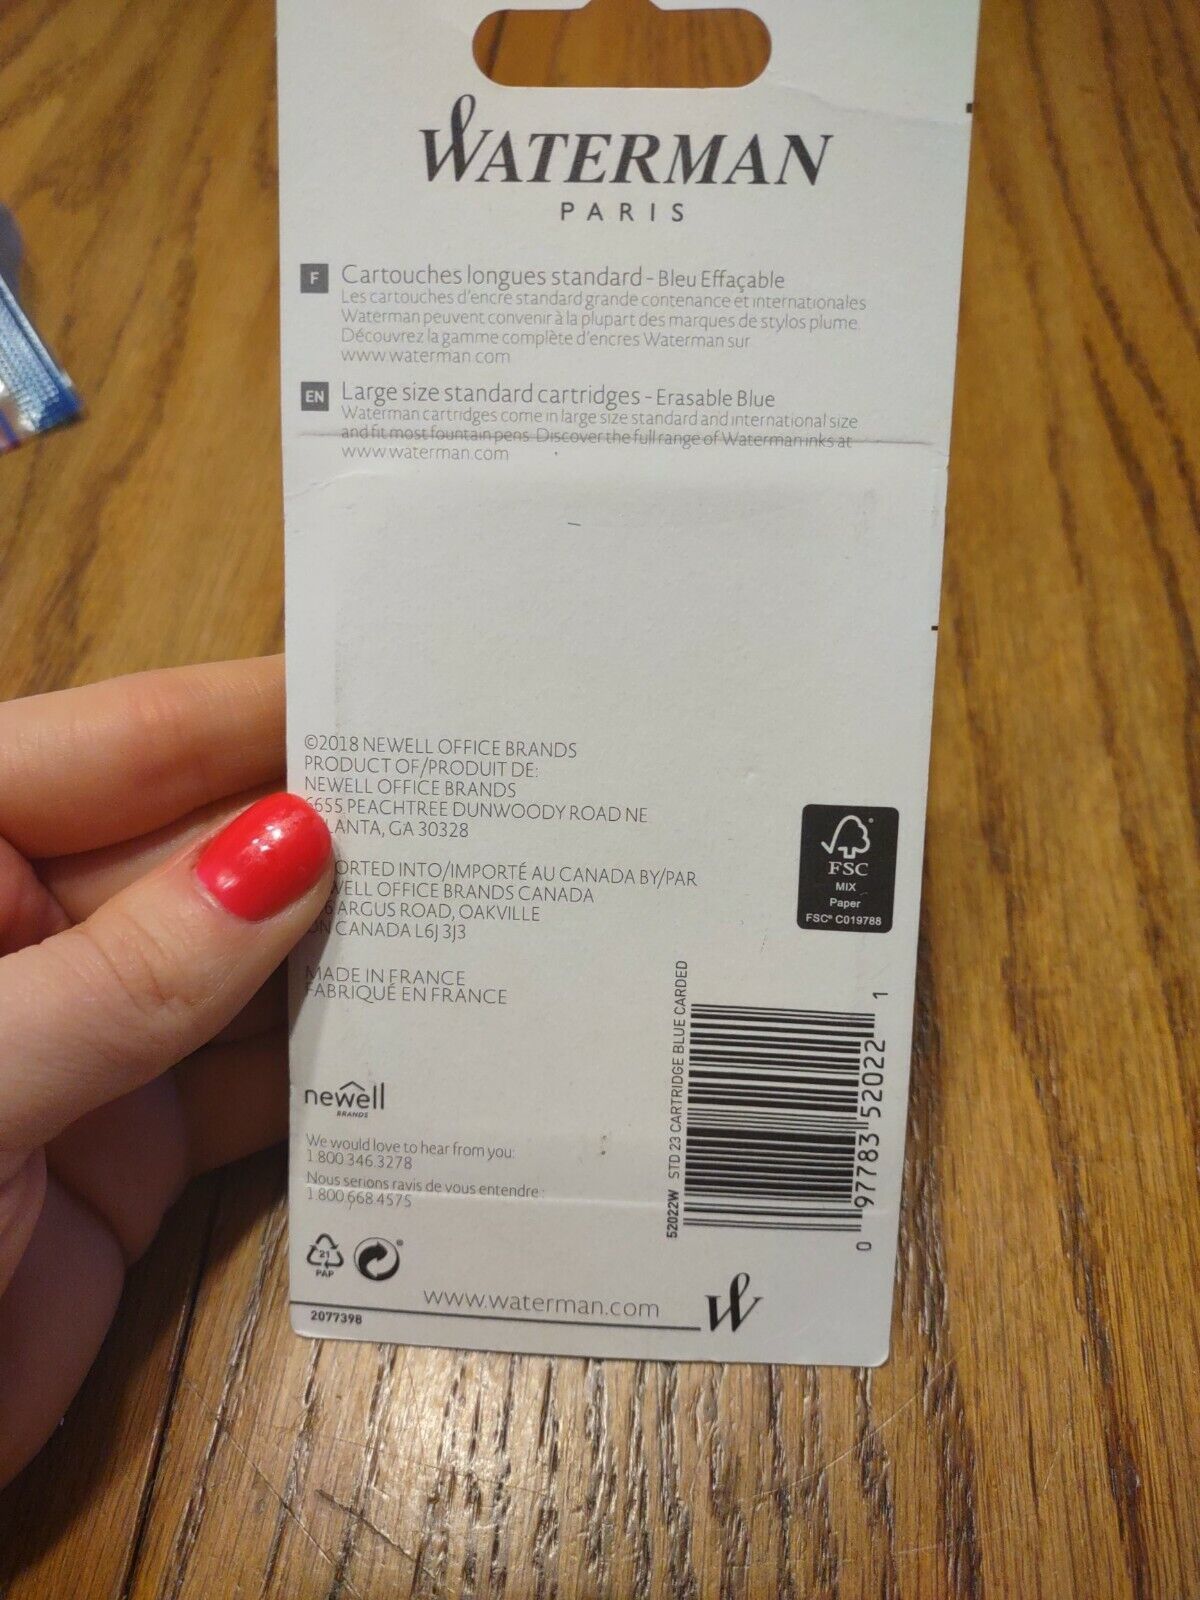 WATERMAN
PARIS
F Cartouches longues standard - Bleu Effaçable
Les cartouches d'encre standard grande contenance et internationales
Waterman peuvent convenir à la plupart des marques de stylos plume.
Découvrez la gamme complète d'encres Waterman sur
www.waterman.com
EN Large size standard cartridges - Erasable Blue
Waterman cartridges come in large size standard and international size
and fit most fountain pens. Discover the full range of Waterman inks at
www.waterman.com
©2018 NEWELL OFFICE BRANDS
PRODUCT OF/PRODUIT DE:
NEWELL OFFICE BRANDS
6655 PEACHTREE DUNWOODY ROAD NE
LANTA, GA 30328
ORTED INTO/IMPORTÉ AU CANADA BY/PAR
WELL OFFICE BRANDS CANADA
6 ARGUS ROAD, OAKVILLE
ON CANADA L6J 3J3
MADE IN FRANCE
FABRIQUÉ EN FRANCE
FSC
MIX
Paper
FSC® C019788
52022W STD 23 CARTRIDGE BLUE CARDED
0 97783 52022 1
newell
BRANDS
We would love to hear from you:
1.800.346.3278
Nous serions ravis de vous entendre :
1.800.668.4575
21
PAP
®
www.waterman.com
W
2077398